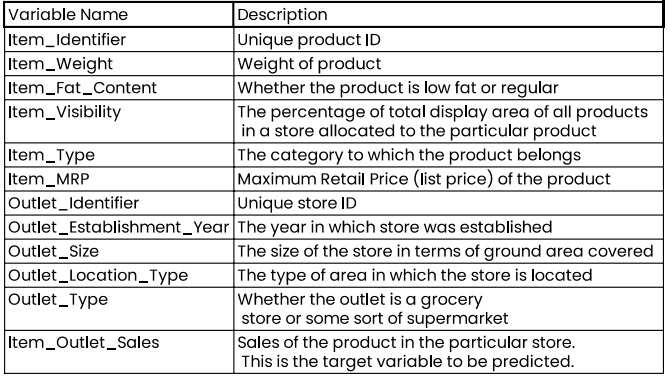 Variable Name Description
Item_Identifier Unique product ID
Item_Weight Weight of product
Item_Fat_Content Whether the product is low fat or regular
Item_Visibility The percentage of total display area of all products
in a store allocated to the particular product
Item_Type The category to which the product belongs
Item_MRP Maximum Retail Price (list price) of the product
Outlet_Identifier Unique store ID
Outlet_Establishment_Year The year in which store was established
Outlet_Size The size of the store in terms of ground area covered
Outlet_Location_Type The type of area in which the store is located
Outlet_Type Whether the outlet is a grocery
store or some sort of supermarket
Item_Outlet_Sales Sales of the product in the particular store.
This is the target variable to be predicted.